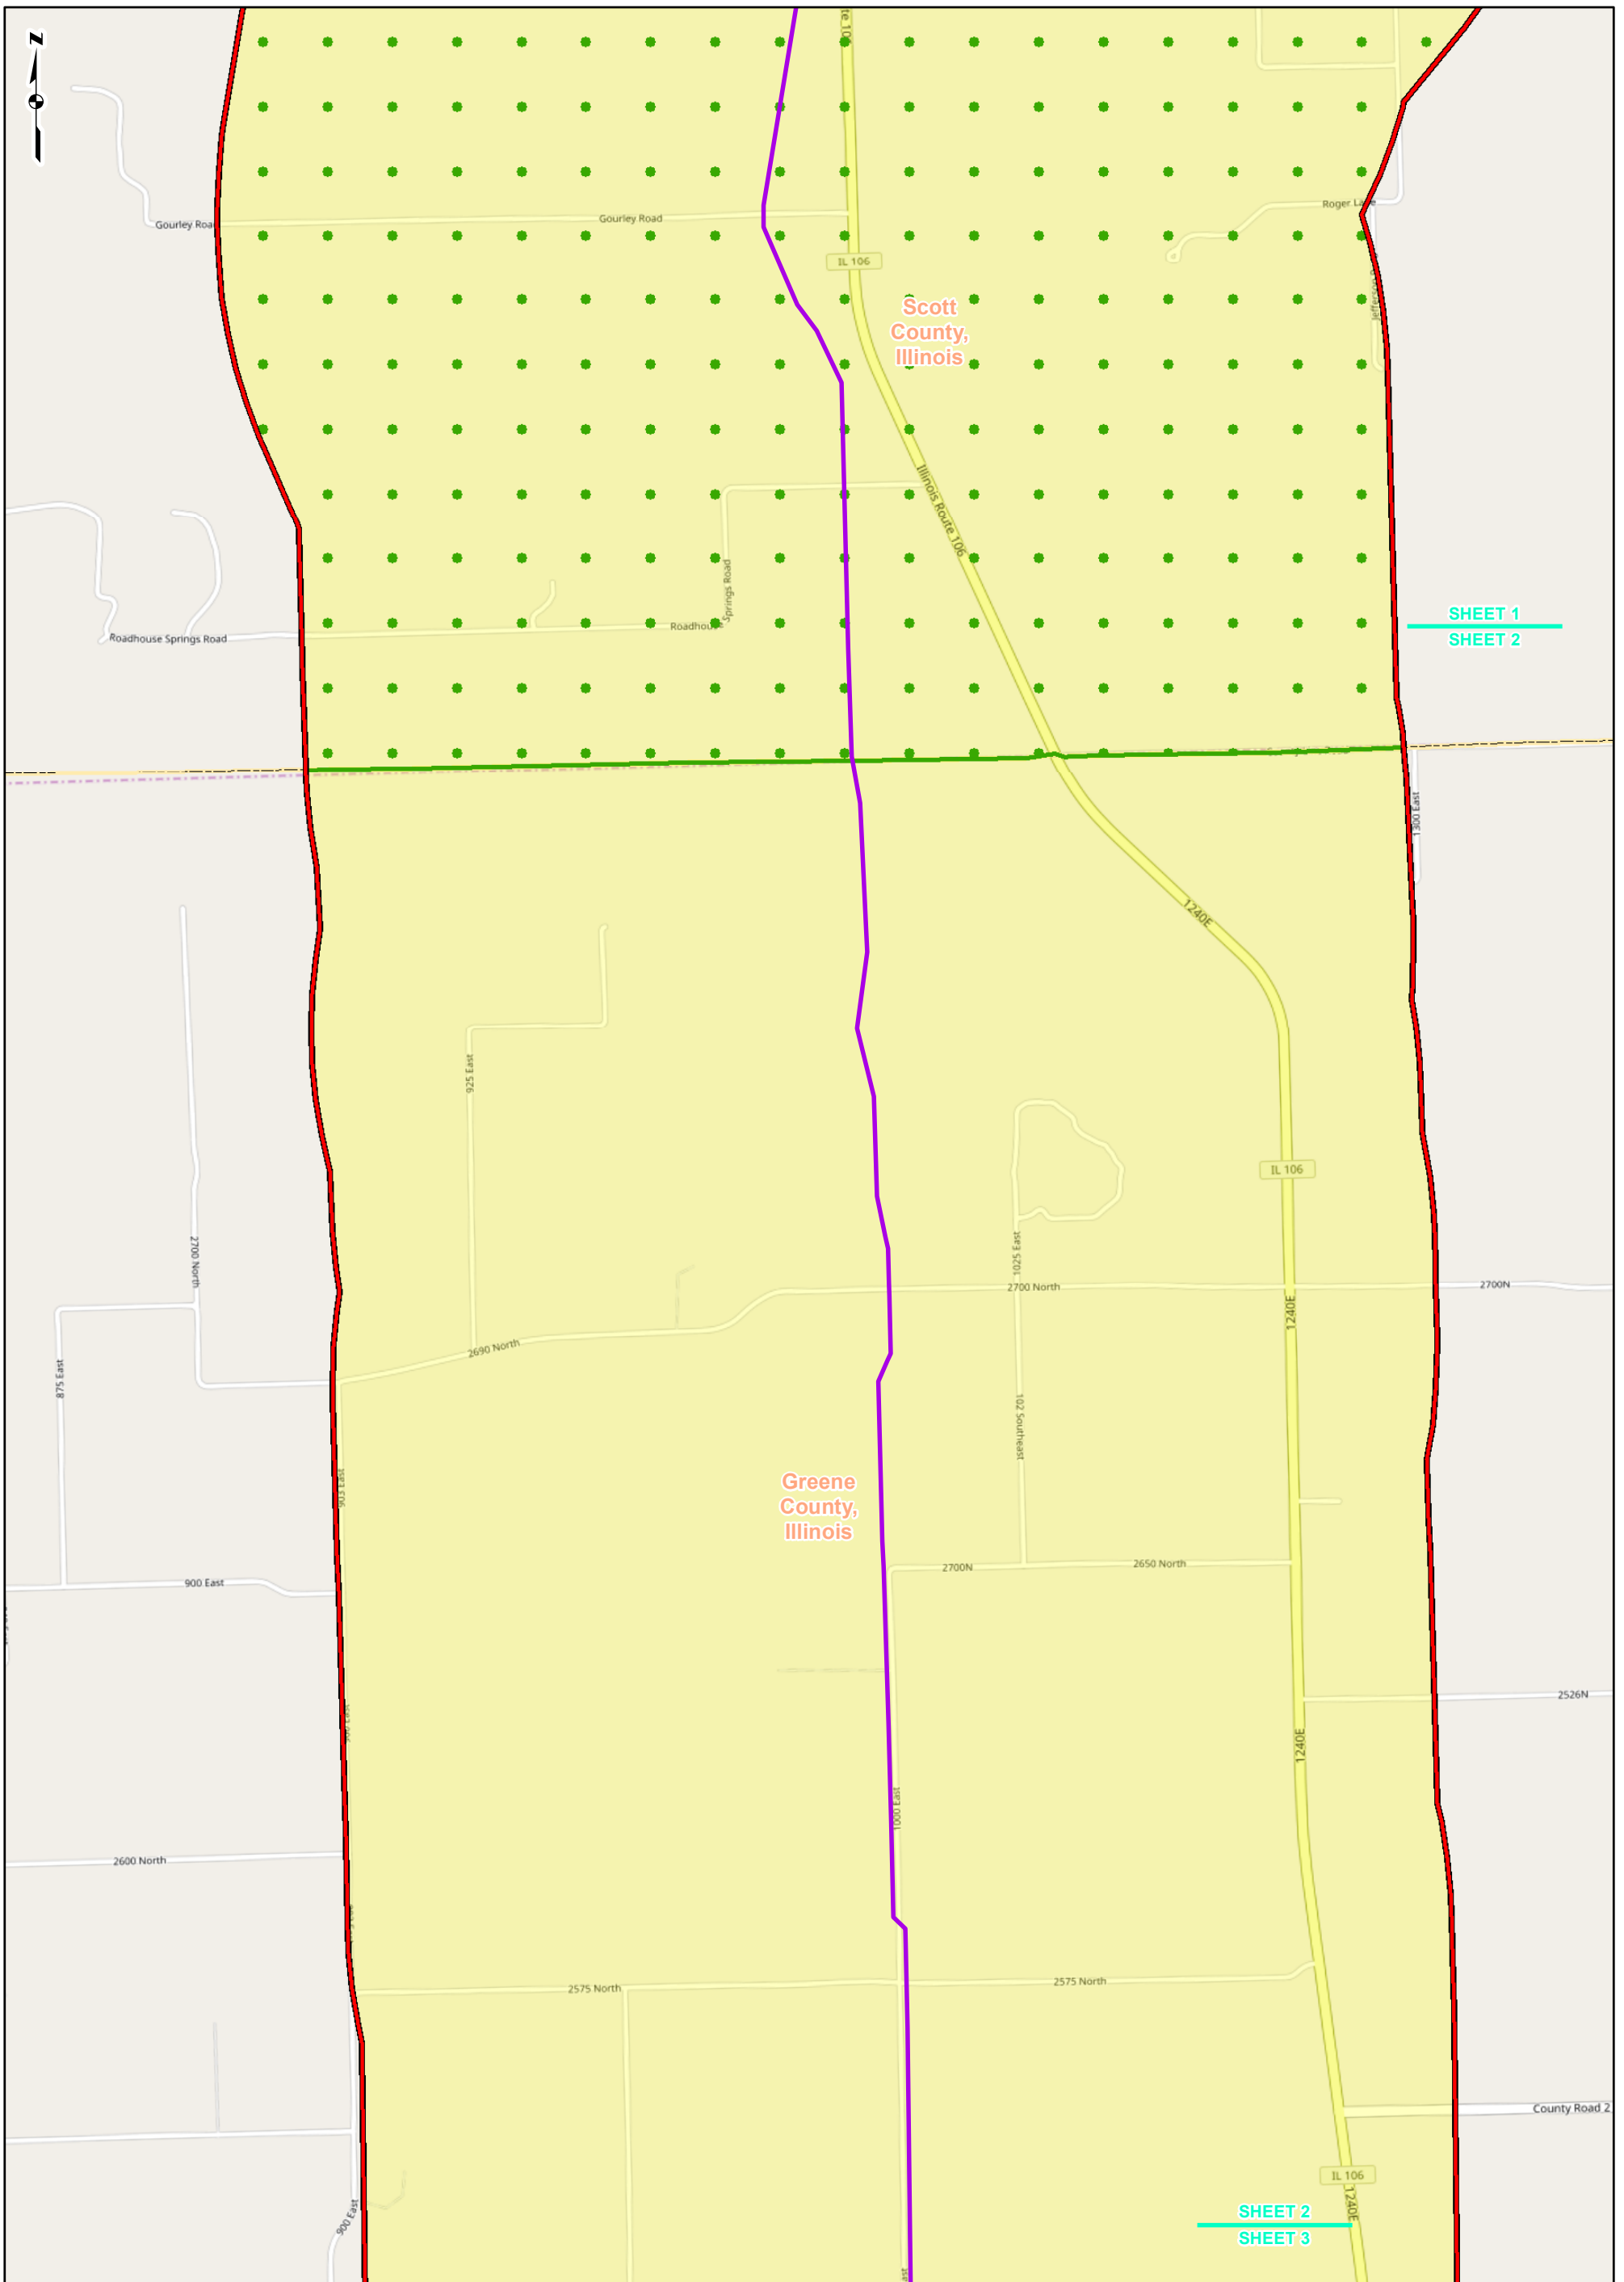 N
Gourley Road
Gourley Road
Roger Lane
IL 106
Scott
County,
Illinois
Illinois Route 106
Springs Road
Roadhouse
Roadhouse Springs Road
SHEET 1
SHEET 2
1300 East
1240E
925 East
IL 106
2700 North
1025 East
2700 North
2700N
1240E
2690 North
875 East
102 Southeast
903 East
Greene
County,
Illinois
2700N
2650 North
900 East
2526N
1240E
1000 East
2600 North
2575 North
2575 North
County Road 2
IL 106
1240E
900 East
SHEET 2
SHEET 3